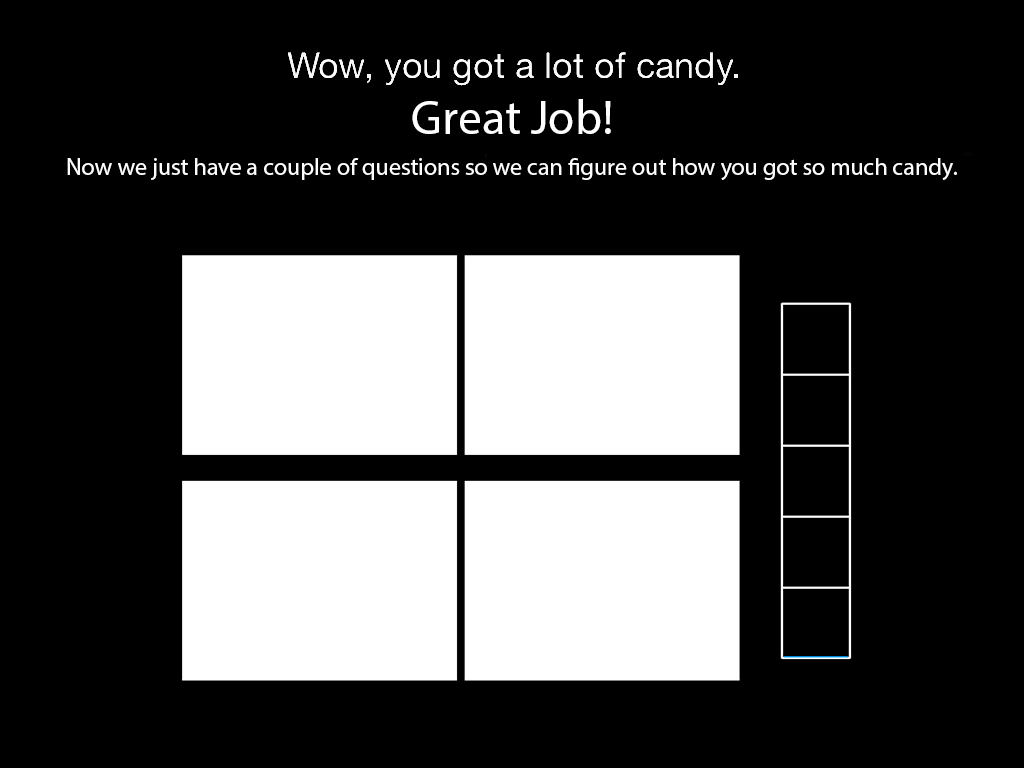 Wow, you got a lot of candy.
Great Job!
Now we just have a couple of questions so we can figure out how you got so much candy.